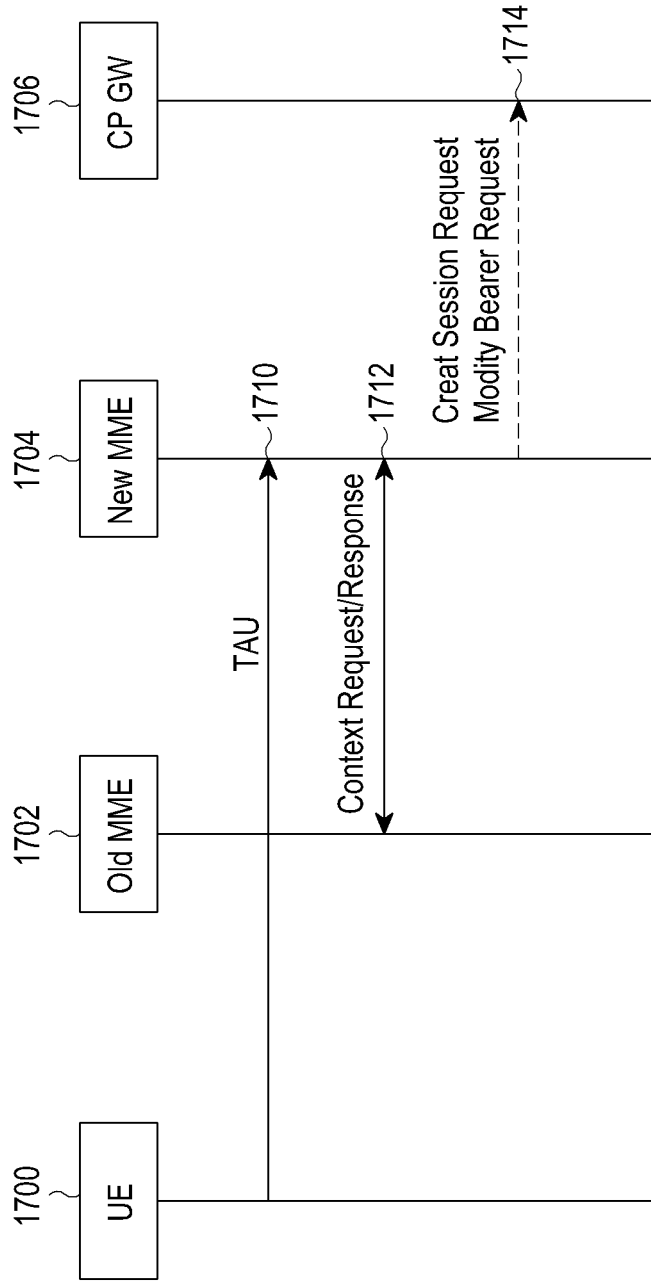 1700
UE
1702
Old MME
1704
New MME
1706
CP GW
TAU
1710
Context Request/Response
1712
Creat Session Request
Modity Bearer Request
1714